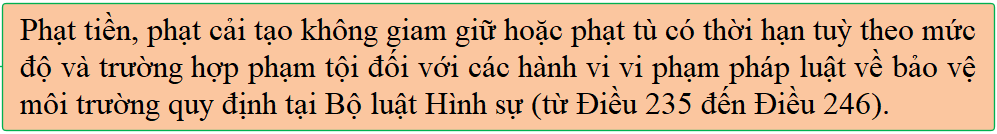 Phạt tiền, phạt cải tạo không giam giữ hoặc phạt tù có thời hạn tuỳ theo mức
độ và trường hợp phạm tội đối với các hành vi vi phạm pháp luật về bảo vệ
môi trường quy định tại Bộ luật Hình sự (từ Điều 235 đến Điều 246).